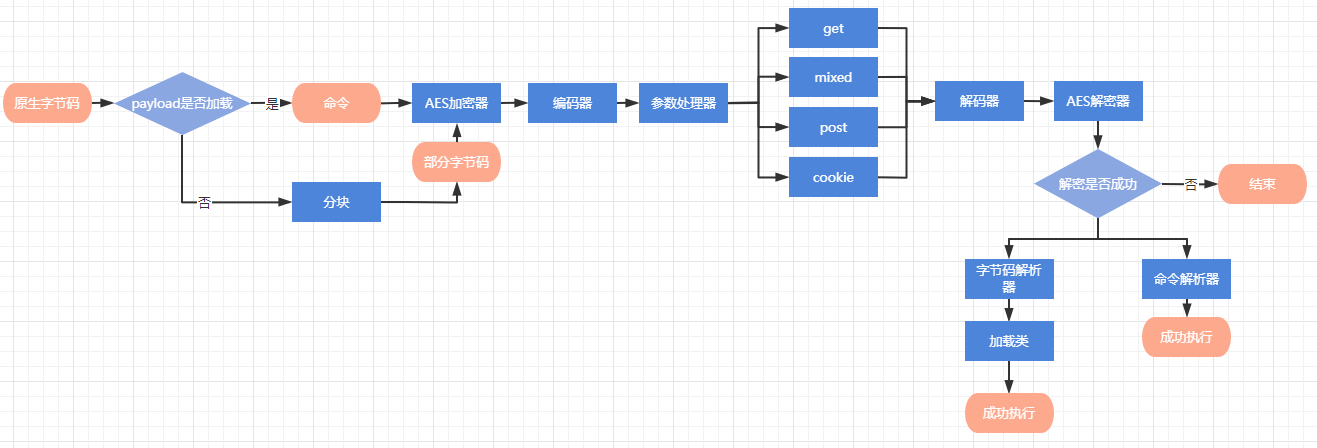 原生字节码
payload是否加载
是
命令
AES加密器
编码器
参数处理器
get
mixed
post
cookie
解码器
AES解密器
部分字节码
否
分块
解密是否成功
否
结束
字节码解析
器
命令解析器
加载类
成功执行
成功执行